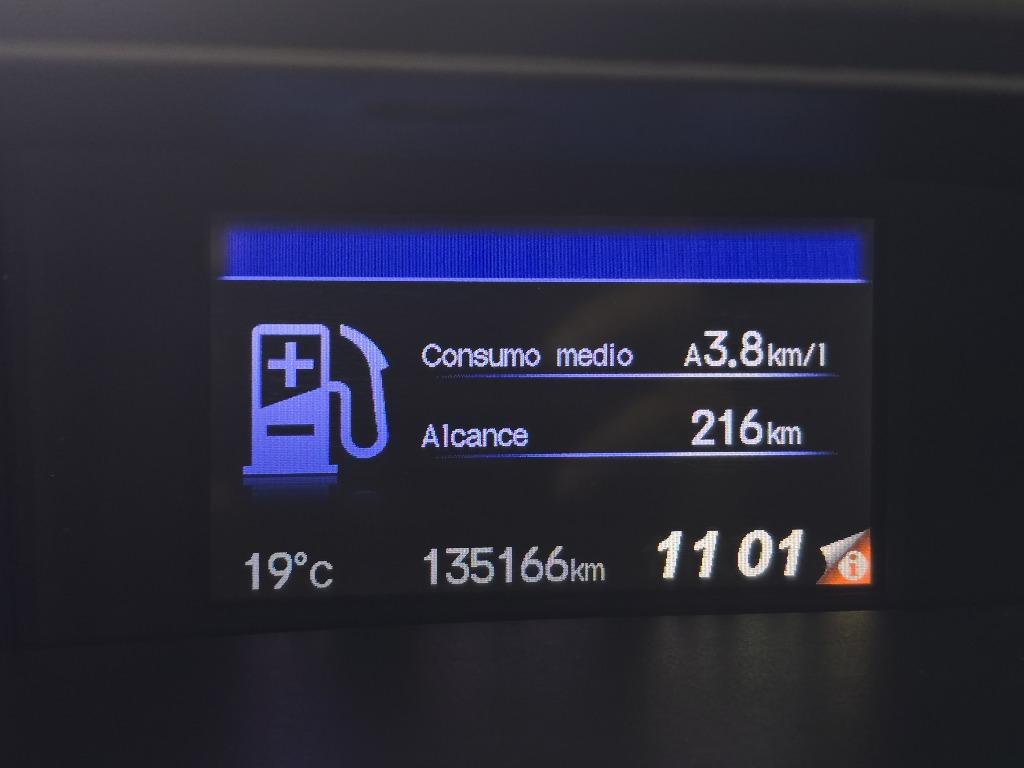 Consumo medio A3.8km/l
Alcance 216km
19°C 135166km 11 01 i